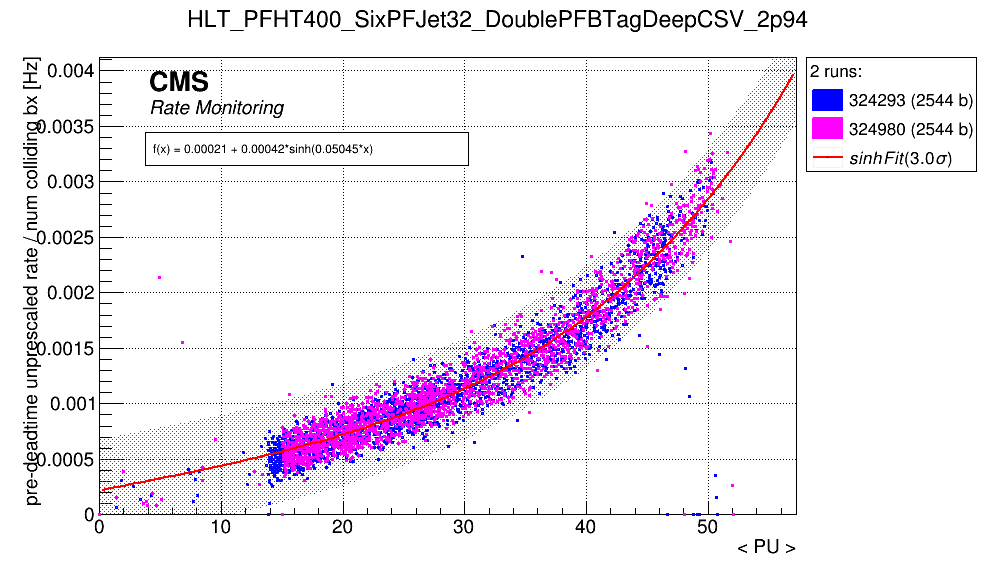 HLT_PFHT400_SixPFJet32_DoublePFBTagDeepCSV_2p94
pre-deadtime unprescaled rate / num colliding bx [Hz]
0.004
0.0035
0.003
0.0025
0.002
0.0015
0.001
0.0005
0
CMS
Rate Monitoring
f(x) = 0.00021 + 0.00042*sinh(0.05045*x)
0 10 20 30 40 50
< PU >
2 runs:
324293 (2544 b)
324980 (2544 b)
sinhFit(3.0σ)